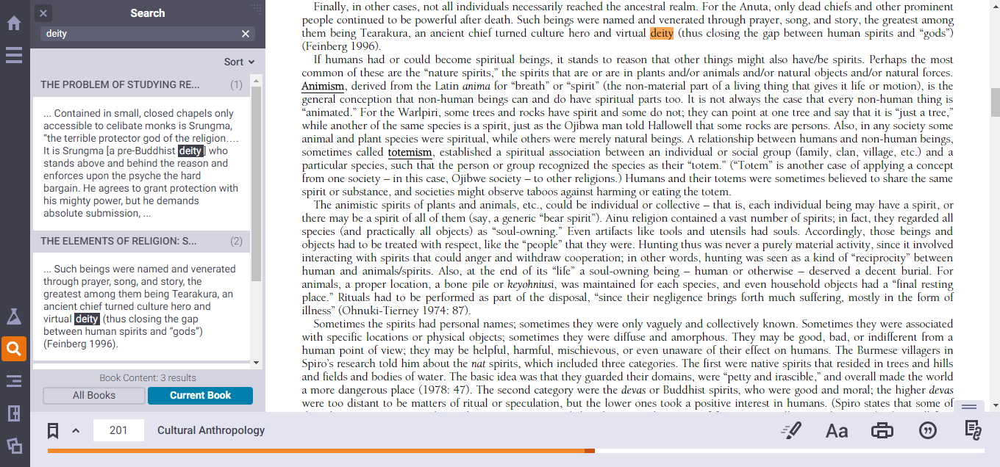 Search
deity
Sort
THE PROBLEM OF STUDYING RE... (1)
... Contained in small, closed chapels only
accessible to celibate monks is Srungma,
"the terrible protector god of the religion....
It is Srungma [a pre-Buddhist deity] who
stands above and behind the reason and
enforces upon the psyche the hard
bargain. He agrees to grant protection with
his mighty power, but he demands
absolute submission, ...
THE ELEMENTS OF RELIGION: S... (2)
... Such beings were named and venerated
through prayer, song, and story, the
greatest among them being Tearakura, an
ancient chief turned culture hero and
virtual deity (thus closing the gap
between human spirits and “gods”)
(Feinberg 1996).
Book Content: 3 results
All Books Current Book
Finally, in other cases, not all individuals necessarily reached the ancestral realm. For the Anuta, only dead chiefs and other prominent
people continued to be powerful after death. Such beings were named and venerated through prayer, song, and story, the greatest among
them being Tearakura, an ancient chief turned culture hero and virtual deity (thus closing the gap between human spirits and “gods”)
(Feinberg 1996).
If humans had or could become spiritual beings, it stands to reason that other things might also have/be spirits. Perhaps the most
common of these are the “nature spirits,” the spirits that are or are in plants and/or animals and/or natural objects and/or natural forces.
Animism, derived from the Latin anima for “breath” or “spirit” (the non-material part of a living thing that gives it life or motion), is the
general conception that non-human beings can and do have spiritual parts too. It is not always the case that every non-human thing is
“animated.” For the Warlpiri, some trees and rocks have spirit and some do not; they can point at one tree and say that it is “just a tree,”
while another of the same species is a spirit, just as the Ojibwa man told Hallowell that some rocks are persons. Also, in any society some
animal and plant species were spiritual, while others were merely natural beings. A relationship between humans and non-human beings,
sometimes called totemism, established a spiritual association between an individual or social group (family, clan, village, etc.) and a
particular species, such that the person or group recognized the species as their “totem.” (“Totem” is another case of applying a concept
from one society – in this case, Ojibwe society – to other religions.) Humans and their totems were sometimes believed to share the same
spirit or substance, and societies might observe taboos against harming or eating the totem.
The animistic spirits of plants and animals, etc., could be individual or collective – that is, each individual being may have a spirit, or
there may be a spirit of all of them (say, a generic “bear spirit”). Ainu religion contained a vast number of spirits; in fact, they regarded all
species (and practically all objects) as “soul-owning.” Even artifacts like tools and utensils had souls. Accordingly, those beings and
objects had to be treated with respect, like the “people” that they were. Hunting thus was never a purely material activity, since it involved
interacting with spirits that could anger and withdraw cooperation; in other words, hunting was seen as a kind of “reciprocity” between
human and animals/spirits. Also, at the end of its “life” a soul-owning being – human or otherwise – deserved a decent burial. For
animals, a proper location, a bone pile or keyohniusi, was maintained for each species, and even household objects had a “final resting
place.” Rituals had to be performed as part of the disposal, “since their negligence brings forth much suffering, mostly in the form of
illness” (Ohnuki-Tierney 1974: 87).
Sometimes the spirits had personal names; sometimes they were only vaguely and collectively known. Sometimes they were associated
with specific locations or physical objects; sometimes they were diffuse and amorphous. They may be good, bad, or indifferent from a
human point of view; they may be helpful, harmful, mischievous, or even unaware of their effect on humans. The Burmese villagers in
Spiro’s research told him about the nat spirits, which included three categories. The first were native spirits that resided in trees and hills
and fields and bodies of water. The basic idea was that they guarded their domains, were “petty and irascible,” and overall made the world
a more dangerous place (1978: 47). The second category were the devas or Buddhist spirits, who were good and moral; the higher devas
were too distant to be matters of ritual or speculation, but the lower ones took a positive interest in humans. (Spiro states that some of
201 Cultural Anthropology
Aa